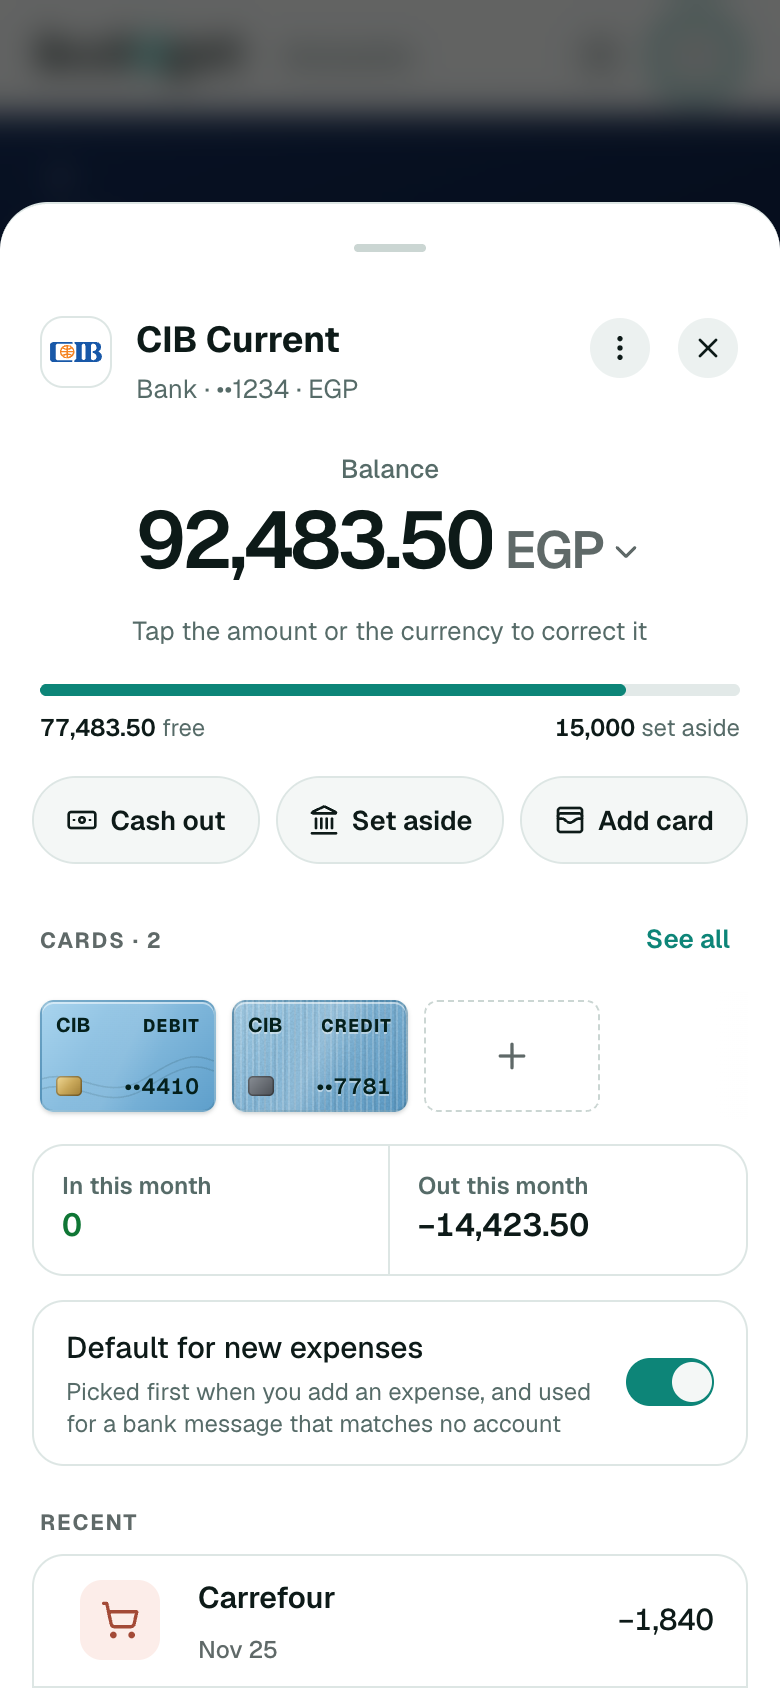 CIB
CIB Current
Bank · ••1234 · EGP
Balance
92,483.50 EGP
Tap the amount or the currency to correct it
77,483.50 free
15,000 set aside
Cash out
Set aside
Add card
CARDS · 2
See all
CIB DEBIT
••4410
CIB CREDIT
••7781
In this month
0
Out this month
−14,423.50
Default for new expenses
Picked first when you add an expense, and used
for a bank message that matches no account
RECENT
Carrefour
−1,840
Nov 25